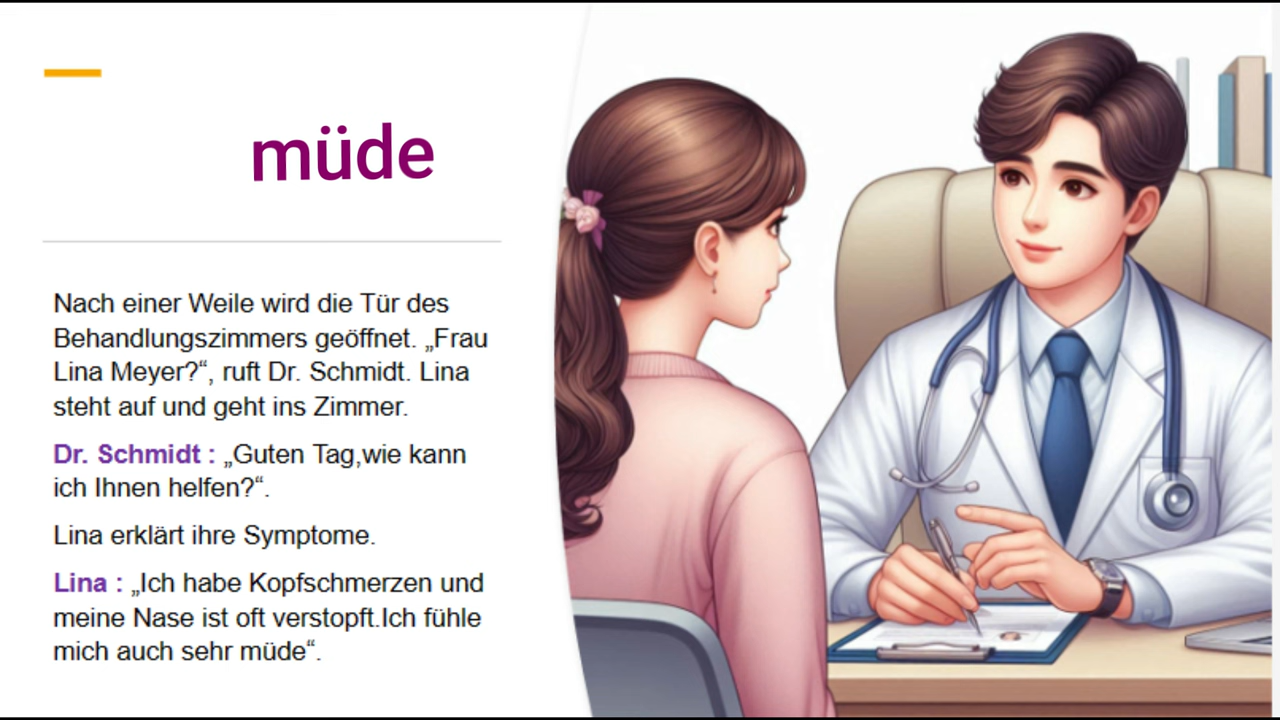 müde
Nach einer Weile wird die Tür des
Behandlungszimmers geöffnet. „Frau
Lina Meyer?“, ruft Dr. Schmidt. Lina
steht auf und geht ins Zimmer.
Dr. Schmidt : „Guten Tag,wie kann
ich Ihnen helfen?“.
Lina erklärt ihre Symptome.
Lina : „Ich habe Kopfschmerzen und
meine Nase ist oft verstopft.Ich fühle
mich auch sehr müde“.